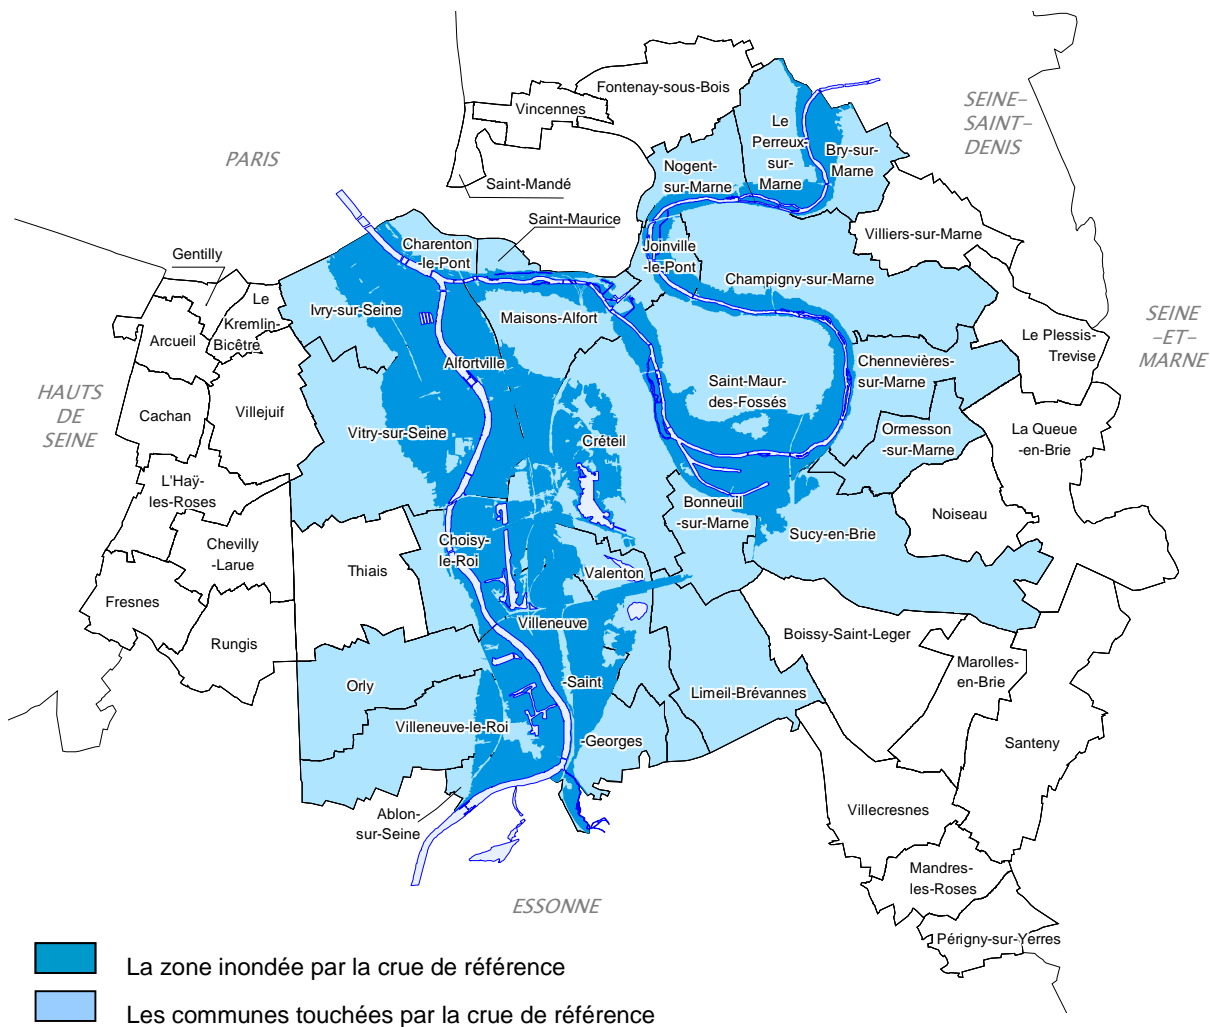 Fontenay-sous-Bois
Vincennes
SEINE-
SAINT-
DENIS
Le
Perreux-
sur-
Marne
Bry-sur-
Marne
PARIS
Nogent-
sur-Marne
Saint-Mandé
Saint-Maurice
Villiers-sur-Marne
Charenton
-le-Pont
Joinville
-le-Pont
Gentilly
Champigny-sur-Marne
Le
Kremlin-
Bicêtre
Ivry-sur-Seine
Maisons-Alfort
SEINE
-ET-
MARNE
Arcueil
Le Plessis-
Trevise
Alfortville
Chennevières-
sur-Marne
HAUTS
DE
SEINE
Cachan
Villejuif
Saint-Maur-
des-Fossés
Vitry-sur-Seine
Créteil
Ormesson
-sur-Marne
La Queue
-en-Brie
L'Haÿ-
les-Roses
Bonneuil
-sur-Marne
Noiseau
Chevilly
-Larue
Choisy-
le-Roi
Sucy-en-Brie
Thiais
Valenton
Fresnes
Villeneuve
-Saint
-Georges
Rungis
Boissy-Saint-Leger
Marolles-
en-Brie
Orly
Limeil-Brévannes
Villeneuve-le-Roi
Santeny
Ablon-
sur-Seine
Villecresnes
Mandres-
les-Roses
ESSONNE
Périgny-sur-Yerres
La zone inondée par la crue de référence
Les communes touchées par la crue de référence